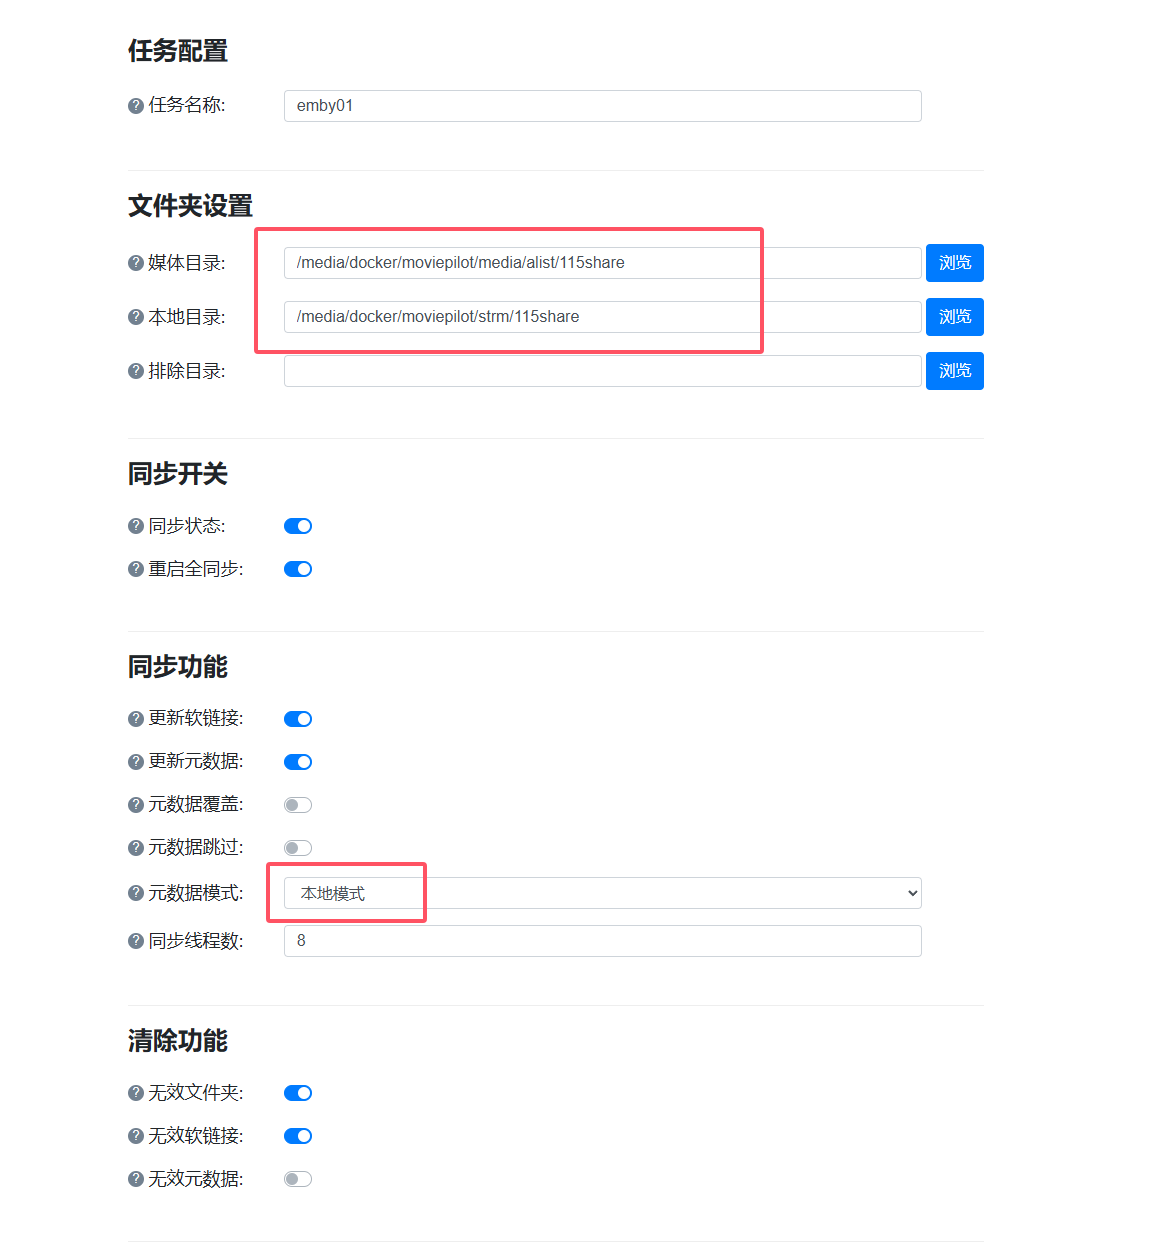 任务配置
任务名称: emby01
文件夹设置
媒体目录: /media/docker/moviepilot/media/alist/115share 浏览
本地目录: /media/docker/moviepilot/strm/115share 浏览
排除目录: 浏览
同步开关
同步状态:
重启全同步:
同步功能
更新软链接:
更新元数据:
元数据覆盖:
元数据跳过:
元数据模式: 本地模式
同步线程数: 8
清除功能
无效文件夹:
无效软链接:
无效元数据: